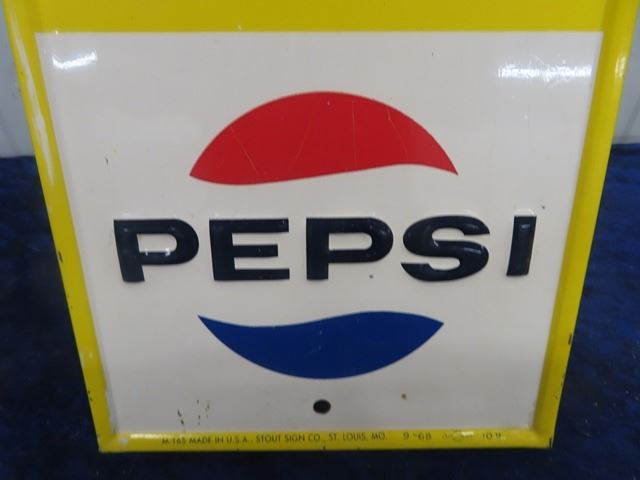 PEPSI
M-165 MADE IN U.S.A. STOUT SIGN CO., ST. LOUIS, MO. 9-68